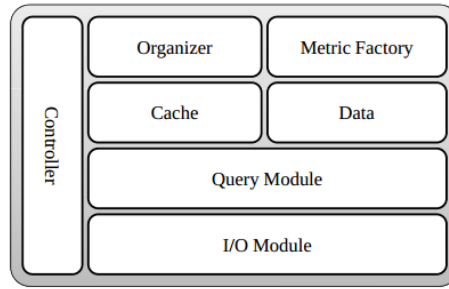 Controller
Organizer
Metric Factory
Cache
Data
Query Module
I/O Module